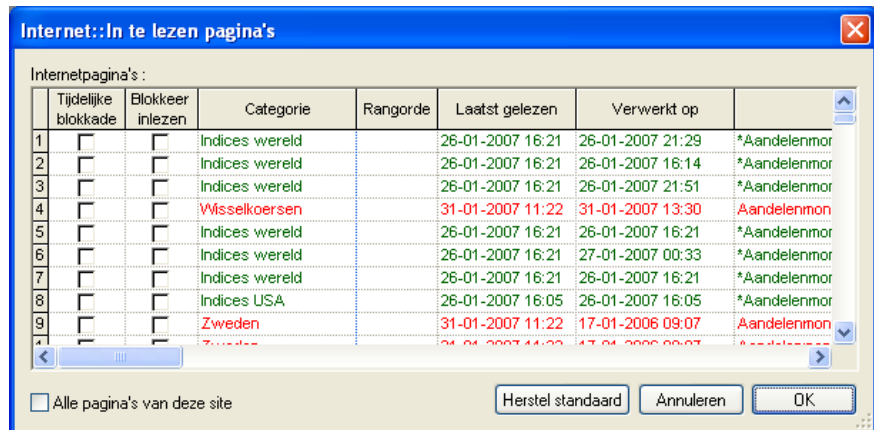 Internet::In te lezen pagina's
Internetpagina's :
Tijdelijke blokkade Blokkeer inlezen Categorie Rangorde Laatst gelezen Verwerkt op
1 Indices wereld 26-01-2007 16:21 26-01-2007 21:29 *Aandelenmor
2 Indices wereld 26-01-2007 16:21 26-01-2007 16:14 *Aandelenmor
3 Indices wereld 26-01-2007 16:21 26-01-2007 21:51 *Aandelenmor
4 Wisselkoersen 31-01-2007 11:22 31-01-2007 13:30 Aandelenmon
5 Indices wereld 26-01-2007 16:21 26-01-2007 16:21 *Aandelenmor
6 Indices wereld 26-01-2007 16:21 27-01-2007 00:33 *Aandelenmor
7 Indices wereld 26-01-2007 16:21 26-01-2007 16:21 *Aandelenmor
8 Indices USA 26-01-2007 16:05 26-01-2007 16:05 *Aandelenmor
9 Zweden 31-01-2007 11:22 17-01-2006 09:07 Aandelenmon
Alle pagina's van deze site
Herstel standaard Annuleren OK